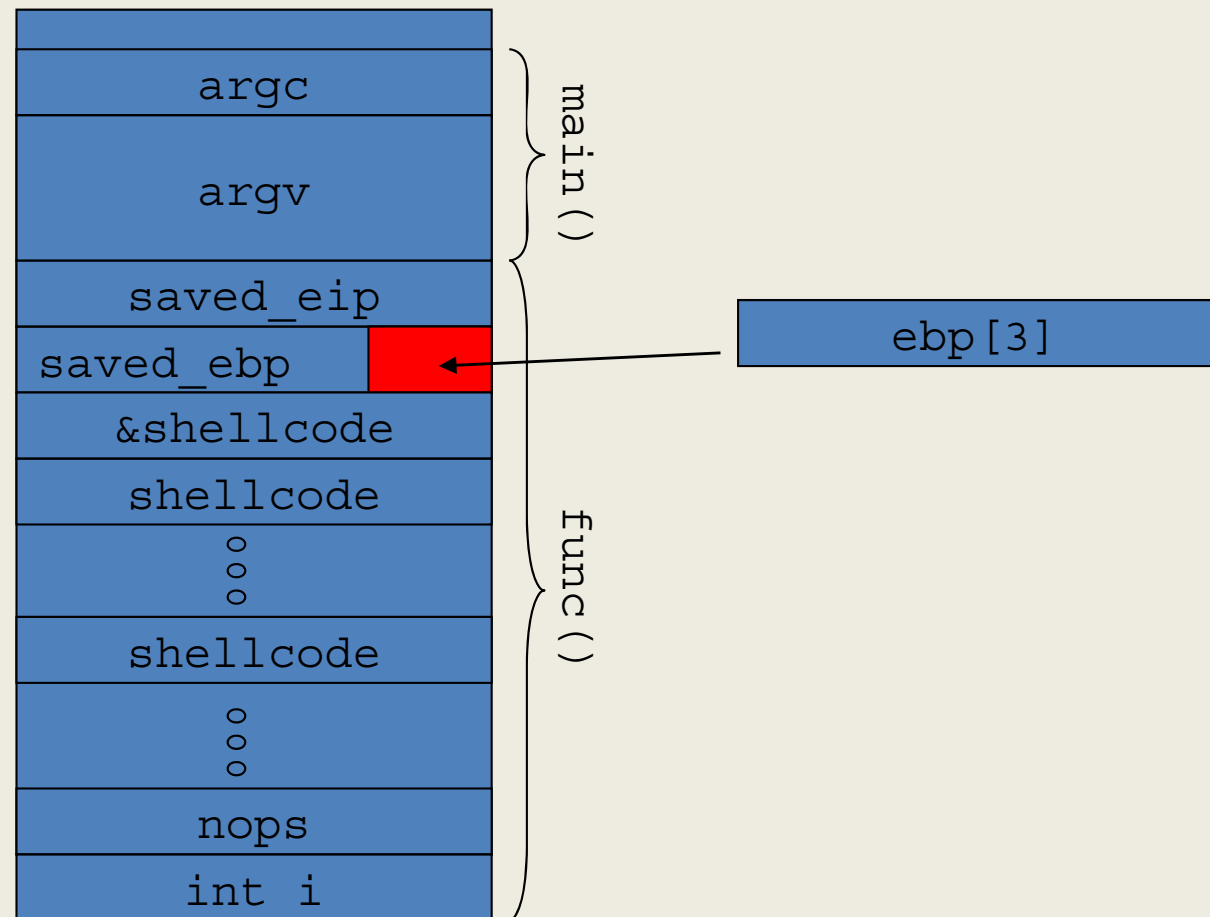 argc
main()
argv
saved_eip
saved_ebp
ebp[3]
&shellcode
shellcode
func()
shellcode
nops
int i